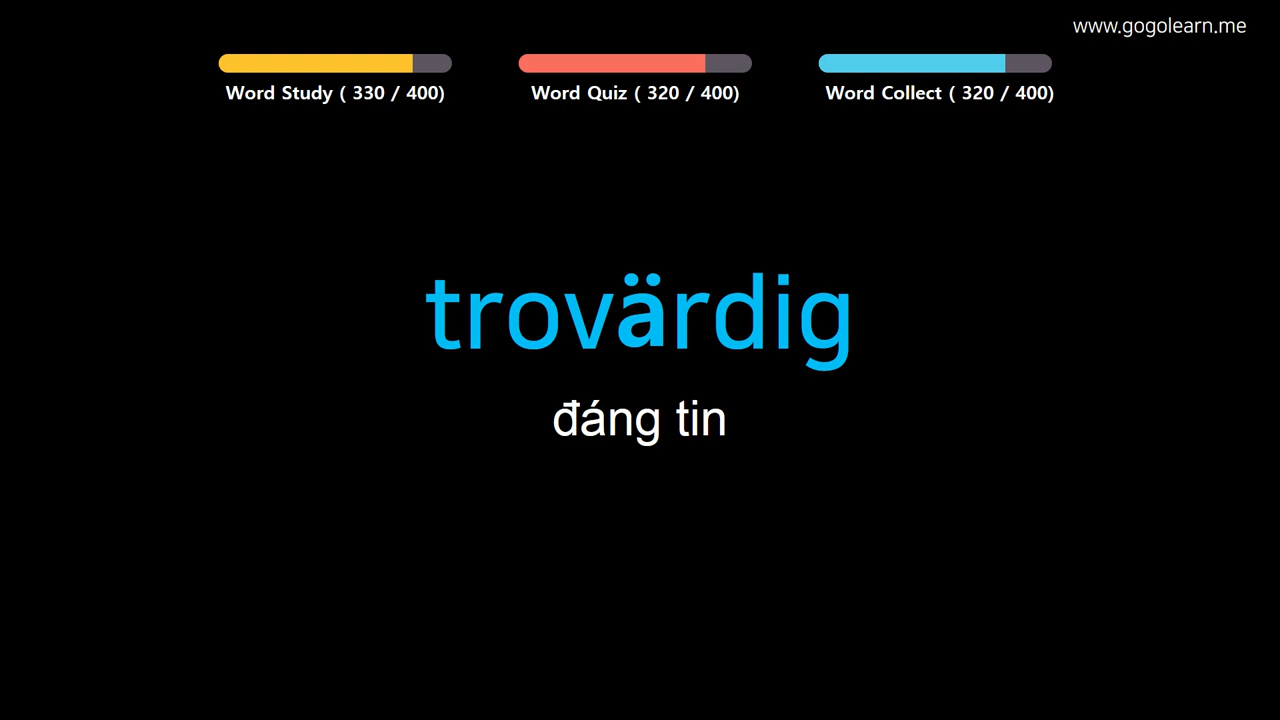 www.gogolearn.me
Word Study ( 330 / 400)
Word Quiz ( 320 / 400)
Word Collect ( 320 / 400)
trovärdig
đáng tin